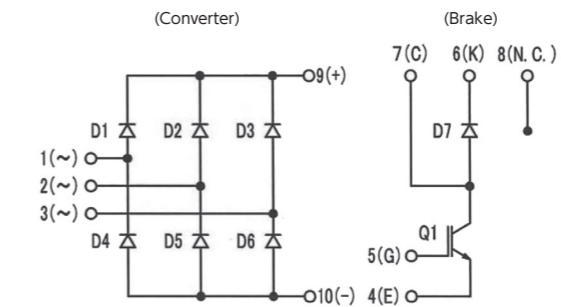 (Converter)
(Brake)
7(C) 6(K) 8(N.C.)
9(+)
D1 D2 D3 D7
1(~)
2(~)
3(~)
D4 D5 D6 Q1
5(G)
10(-) 4(E)